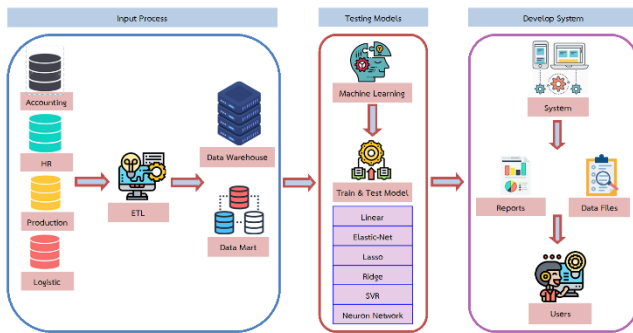 Input Process
Testing Models
Develop System
Accounting
HR
Production
Logistic
ETL
Data Warehouse
Data Mart
Machine Learning
Train & Test Model
Linear
Elastic-Net
Lasso
Ridge
SVR
Neuron Network
System
Reports
Data Files
Users